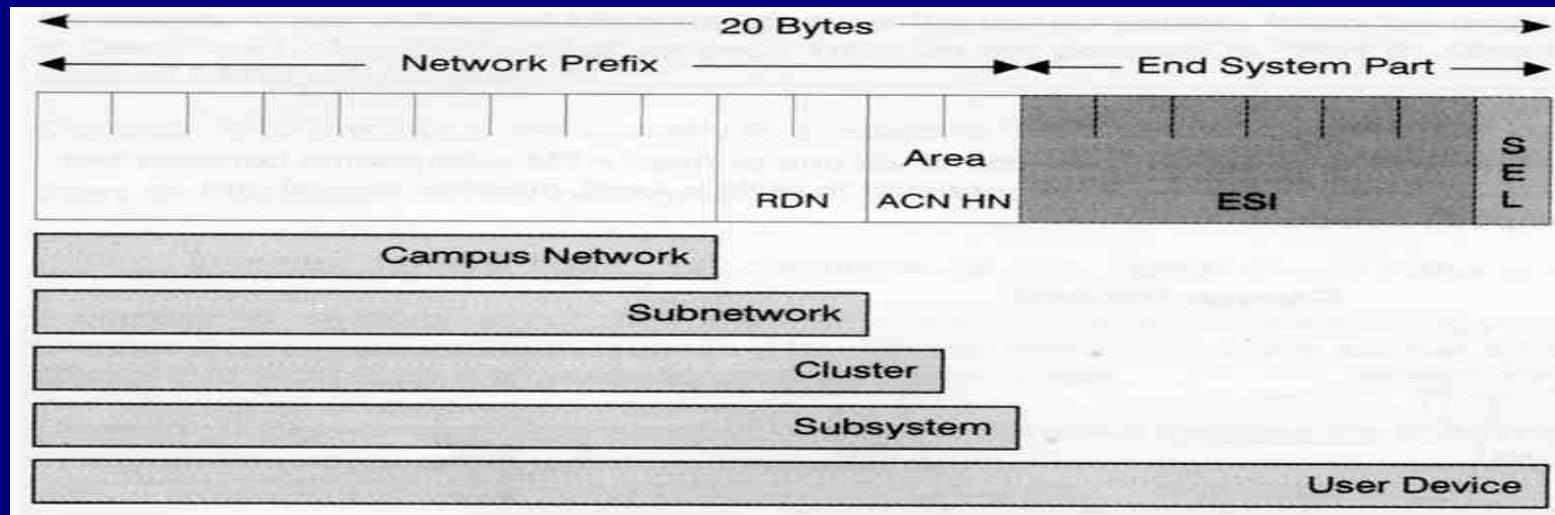 20 Bytes
Network Prefix
End System Part
Area
RDN
ACN HN
ESI
SEL
Campus Network
Subnetwork
Cluster
Subsystem
User Device